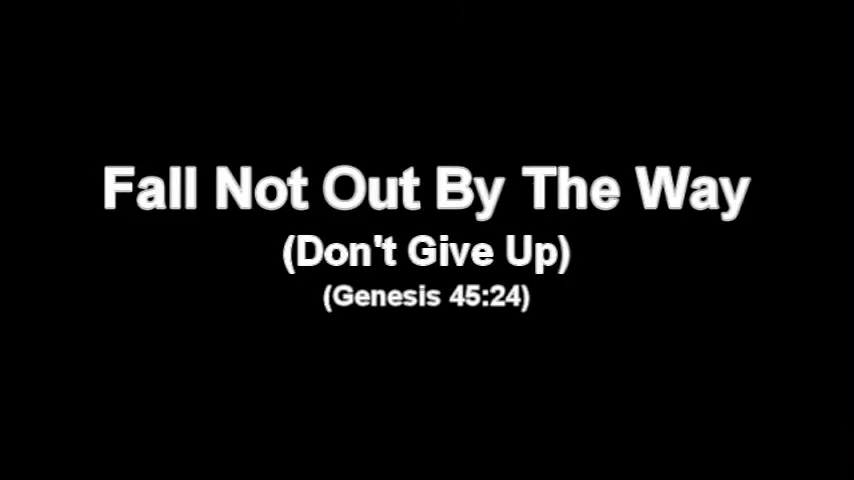 Fall Not Out By The Way
(Don't Give Up)
(Genesis 45:24)